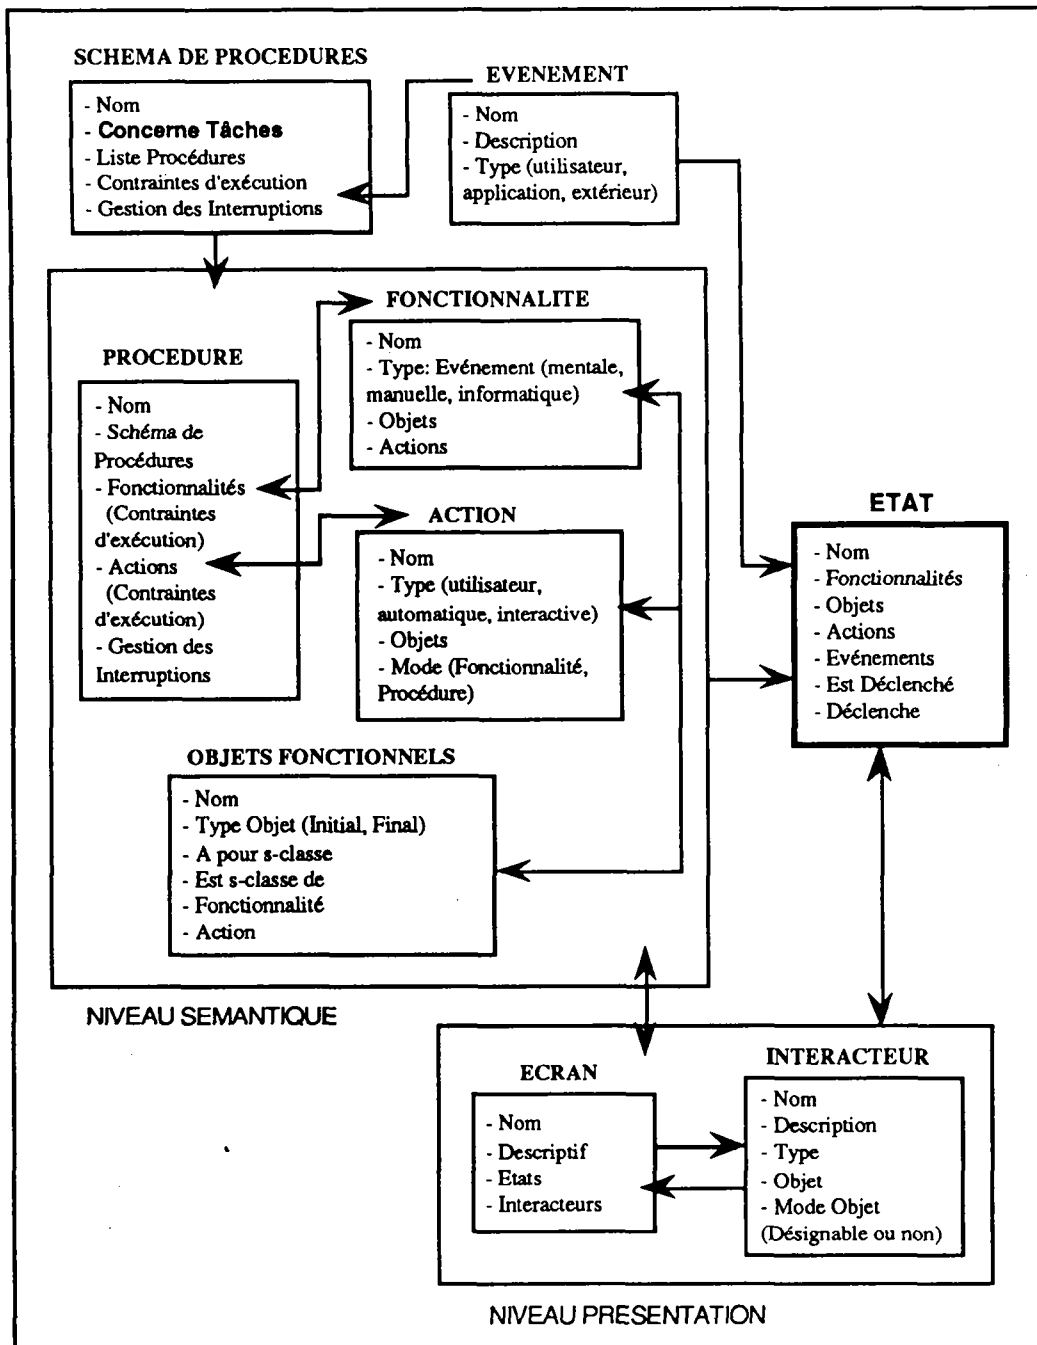 SCHEMA DE PROCEDURES
- Nom
- Concerne Tâches
- Liste Procédures
- Contraintes d'exécution
- Gestion des Interruptions
EVENEMENT
- Nom
- Description
- Type (utilisateur,
application, extérieur)
FONCTIONNALITE
- Nom
- Type: Evénement (mentale,
manuelle, informatique)
- Objets
- Actions
PROCEDURE
- Nom
- Schéma de
Procédures
- Fonctionnalités
(Contraintes
d'exécution)
- Actions
(Contraintes
d'exécution)
- Gestion des
Interruptions
ACTION
- Nom
- Type (utilisateur,
automatique, interactive)
- Objets
- Mode (Fonctionnalité,
Procédure)
ETAT
- Nom
- Fonctionnalités
- Objets
- Actions
- Evénements
- Est Déclenché
- Déclenche
OBJETS FONCTIONNELS
- Nom
- Type Objet (Initial, Final)
- A pour s-classe
- Est s-classe de
- Fonctionnalité
- Action
NIVEAU SEMANTIQUE
ECRAN
- Nom
- Descriptif
- Etats
- Interacteurs
INTERACTEUR
- Nom
- Description
- Type
- Objet
- Mode Objet
(Désignable ou non)
NIVEAU PRESENTATION